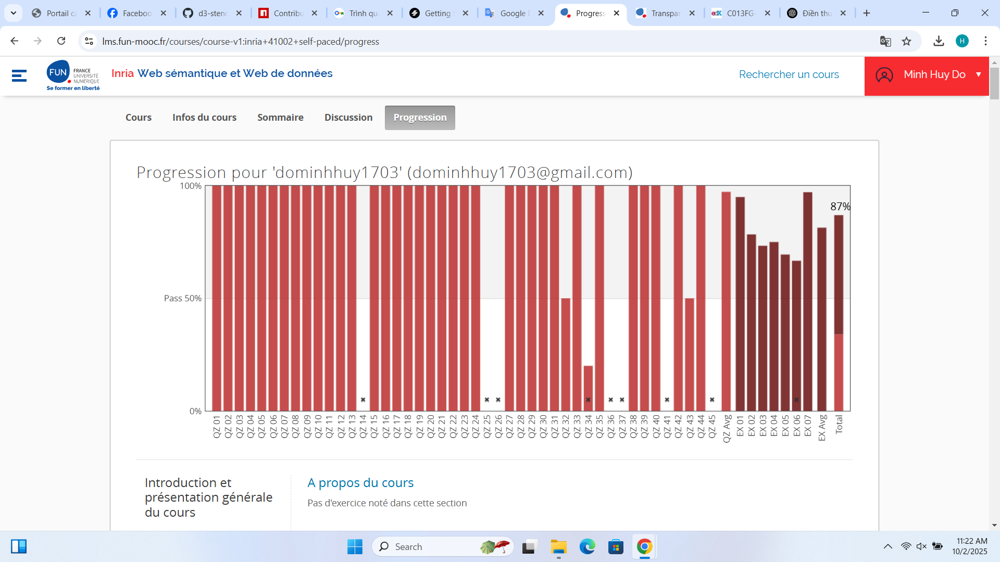 Portail ca
Faceboo
d3-stenc
Contribu
Trình qua
Getting S
Google D
Progress
Transpar
C013FG-
Điền thu
lms.fun-mooc.fr/courses/course-v1:inria+41002+self-paced/progress
H
FUN
FRANCE
UNIVERSITÉ
NUMÉRIQUE
Se former en liberté
Inria Web sémantique et Web de données
Rechercher un cours
Minh Huy Do
Cours
Infos du cours
Sommaire
Discussion
Progression
Progression pour 'dominhhuy1703' (dominhhuy1703@gmail.com)
100%
87%
Pass 50%
0%
QZ 01
QZ 02
QZ 03
QZ 04
QZ 05
QZ 06
QZ 07
QZ 08
QZ 09
QZ 10
QZ 11
QZ 12
QZ 13
QZ 14
QZ 15
QZ 16
QZ 17
QZ 18
QZ 19
QZ 20
QZ 21
QZ 22
QZ 23
QZ 24
QZ 25
QZ 26
QZ 27
QZ 28
QZ 29
QZ 30
QZ 31
QZ 32
QZ 33
QZ 34
QZ 35
QZ 36
QZ 37
QZ 38
QZ 39
QZ 40
QZ 41
QZ 42
QZ 43
QZ 44
QZ 45
QZ Avg
EX 01
EX 02
EX 03
EX 04
EX 05
EX 06
EX 07
EX Avg
Total
Introduction et
présentation générale
du cours
A propos du cours
Pas d'exercice noté dans cette section
Search
11:22 AM
10/2/2025